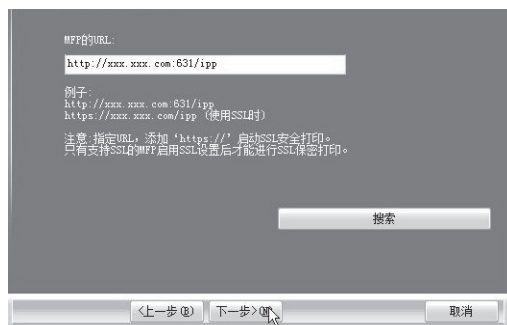 MFP的URL:
http://xxx.xxx.com:631/ipp
例子:
http://xxx.xxx.com:631/ipp
https://xxx.xxx.com/ipp（使用SSL时）
注意:指定URL，添加‘https://’启动SSL安全打印。
只有支持SSL的MFP启用SSL设置后才能进行SSL保密打印。
搜索
<上一步(B) 下一步>(N) 取消